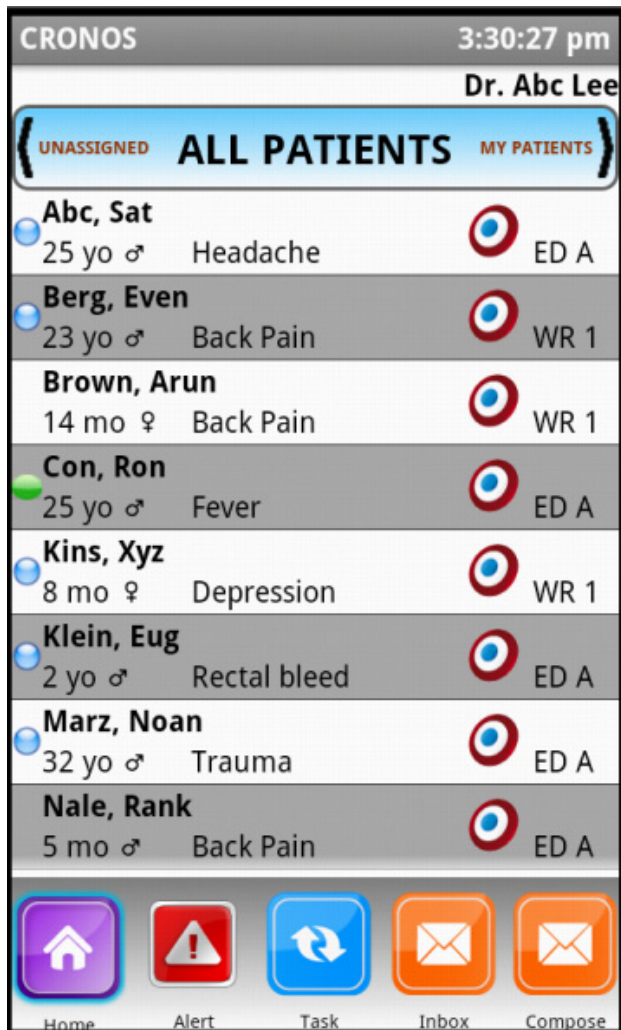 CRONOS 3:30:27 pm
Dr. Abc Lee
UNASSIGNED ALL PATIENTS MY PATIENTS
Abc, Sat
25 yo ♂ Headache ED A
Berg, Even
23 yo ♂ Back Pain WR 1
Brown, Arun
14 mo ♀ Back Pain WR 1
Con, Ron
25 yo ♂ Fever ED A
Kins, Xyz
8 mo ♀ Depression WR 1
Klein, Eug
2 yo ♂ Rectal bleed ED A
Marz, Noan
32 yo ♂ Trauma ED A
Nale, Rank
5 mo ♂ Back Pain ED A
Home Alert Task Inbox Compose